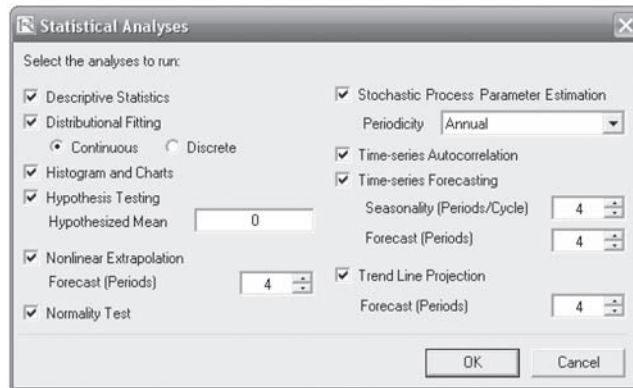 Statistical Analyses
Select the analyses to run:
Descriptive Statistics
Distributional Fitting
Continuous Discrete
Histogram and Charts
Hypothesis Testing
Hypothesized Mean 0
Nonlinear Extrapolation
Forecast (Periods) 4
Normality Test
Stochastic Process Parameter Estimation
Periodicity Annual
Time-series Autocorrelation
Time-series Forecasting
Seasonality (Periods/Cycle) 4
Forecast (Periods) 4
Trend Line Projection
Forecast (Periods) 4
OK Cancel